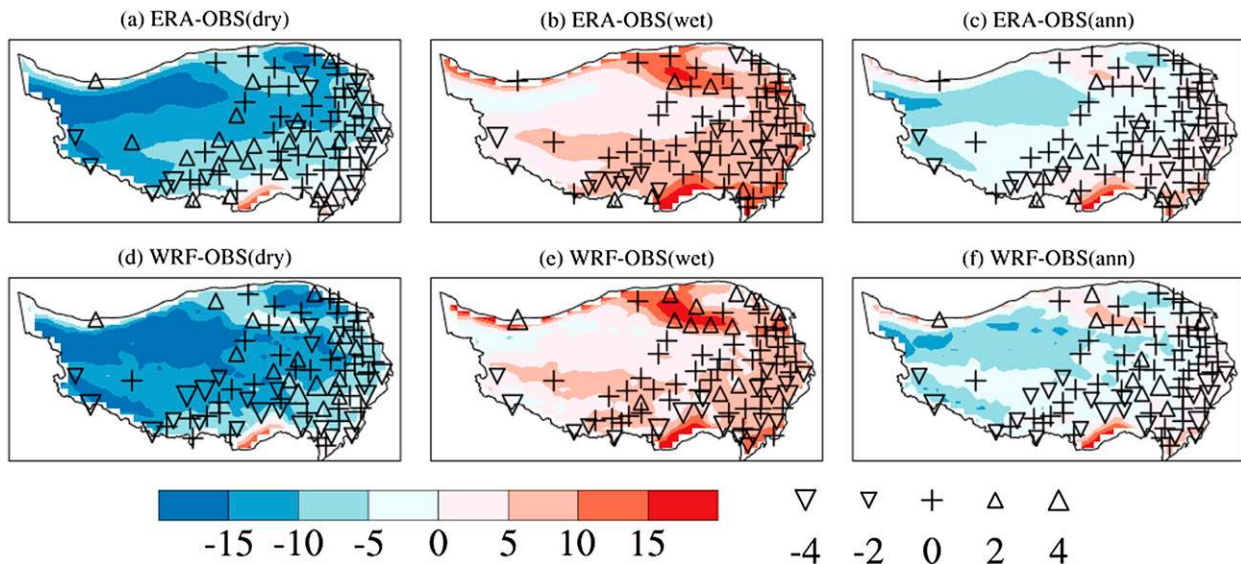 (a) ERA-OBS(dry) (b) ERA-OBS(wet) (c) ERA-OBS(ann)
(d) WRF-OBS(dry) (e) WRF-OBS(wet) (f) WRF-OBS(ann)
-15 -10 -5 0 5 10 15
-4 -2 0 2 4